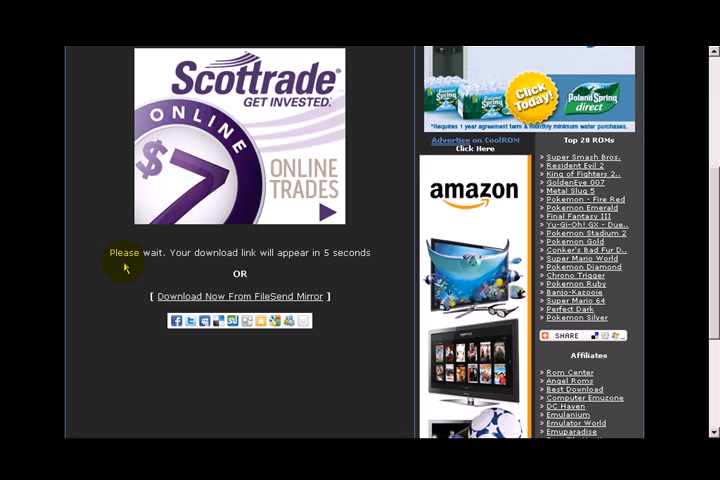 Scottrade®
GET INVESTED.®
ONLINE
$7
ONLINE
TRADES
Please wait. Your download link will appear in 5 seconds
OR
[ Download Now From FileSend Mirror ]
Click
Today!
POLAND SPRING
direct
*Requires 1 year agreement term & monthly minimum water purchases.
Advertise on CoolROM
Click Here
amazon
Top 20 ROMs
» Super Smash Bros.
» Resident Evil 2
» King of Fighters 2..
» GoldenEye 007
» Metal Slug 5
» Pokemon - Fire Red
» Pokemon Emerald
» Final Fantasy III
» Yu-Gi-Oh! GX - Due..
» Pokemon Stadium 2
» Pokemon Gold
» Conker's Bad Fur D..
» Super Mario World
» Pokemon Diamond
» Chrono Trigger
» Pokemon Ruby
» Banjo-Kazooie
» Super Mario 64
» Perfect Dark
» Pokemon Silver
SHARE
Affiliates
» Rom Center
» Angel Roms
» Best Download
» Computer Emuzone
» DC Haven
» Emulanium
» Emulator World
» Emuparadise